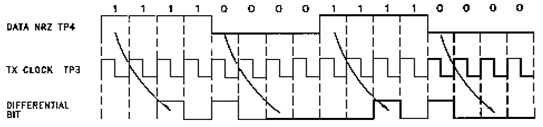 1 1 1 1 0 0 0 0 1 1 1 1 0 0 0 0
DATA NRZ TP4
TX CLOCK TP3
DIFFERENTIAL
BIT